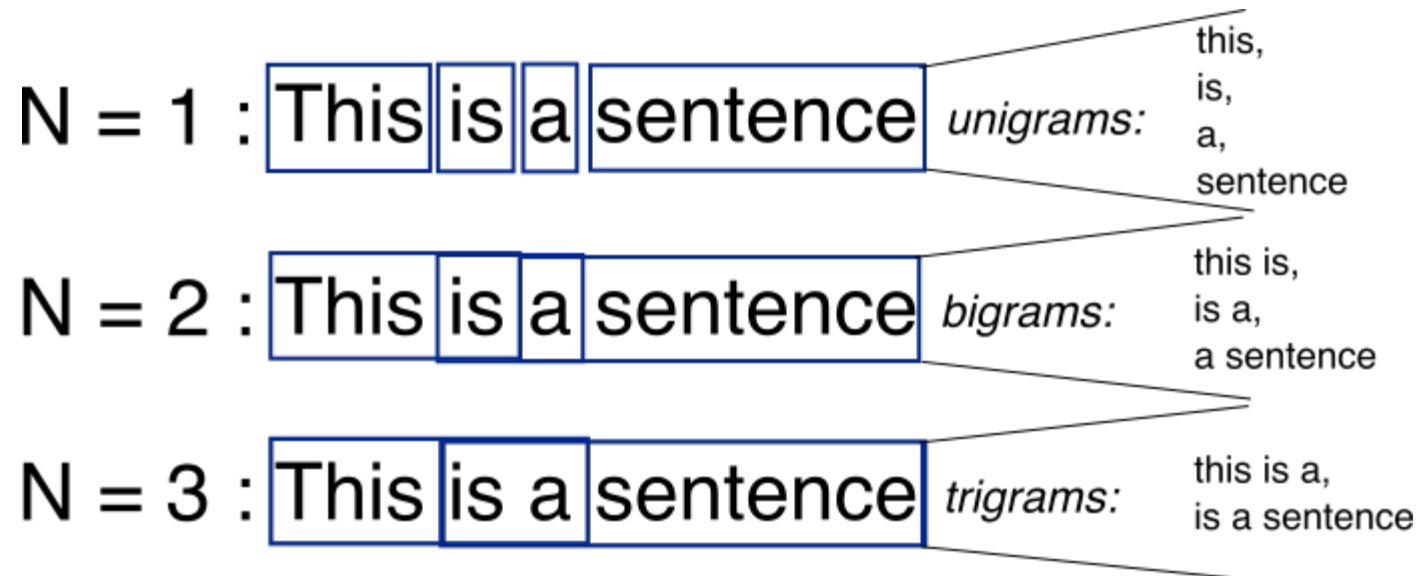 N = 1 : This is a sentence unigrams:
this,
is,
a,
sentence
N = 2 : This is a sentence bigrams:
this is,
is a,
a sentence
N = 3 : This is a sentence trigrams:
this is a,
is a sentence